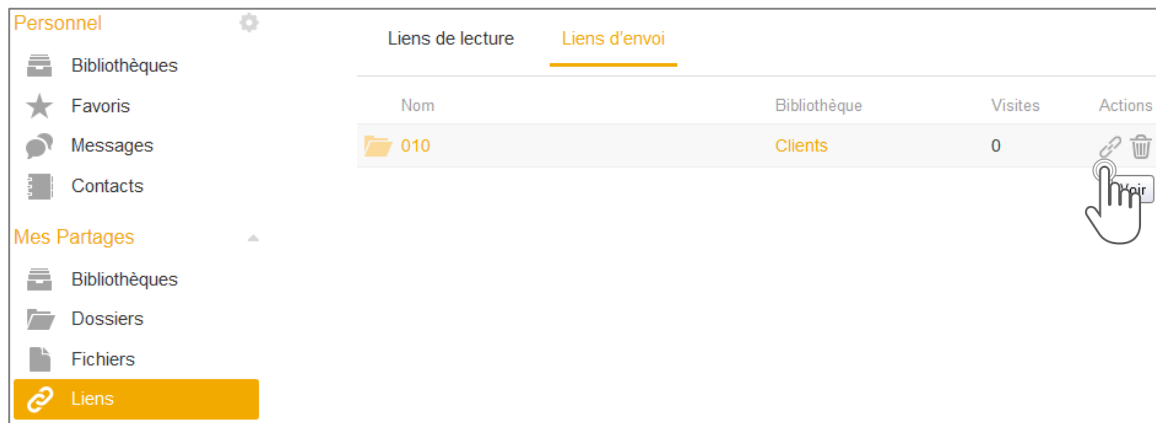 Personnel
Bibliothèques
Favoris
Messages
Contacts
Mes Partages
Bibliothèques
Dossiers
Fichiers
Liens
Liens de lecture Liens d'envoi
Nom Bibliothèque Visites Actions
010 Clients 0
Voir